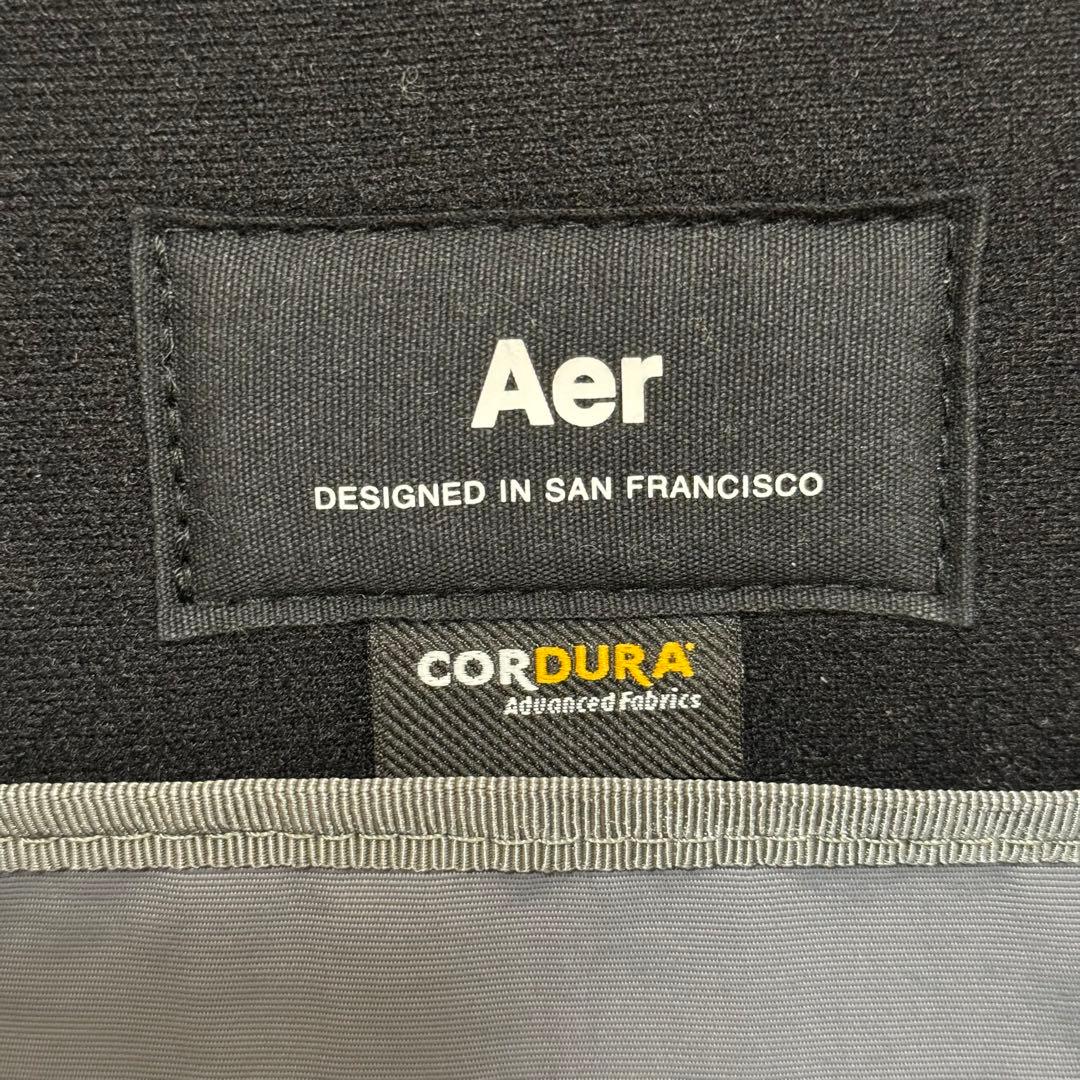 Aer
DESIGNED IN SAN FRANCISCO
CORDURA
Advanced Fabrics